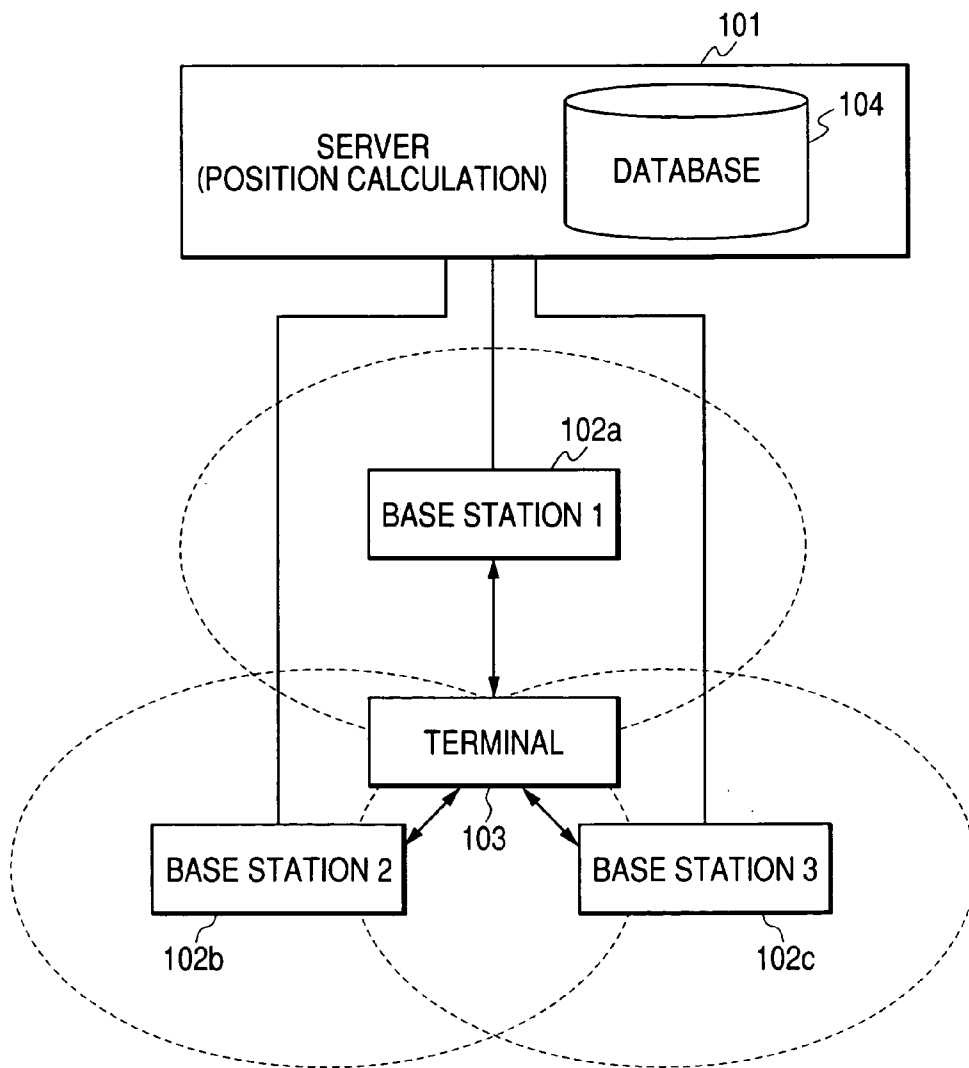 101
104
SERVER
(POSITION CALCULATION)
DATABASE
102a
BASE STATION 1
TERMINAL
103
BASE STATION 2
BASE STATION 3
102b
102c